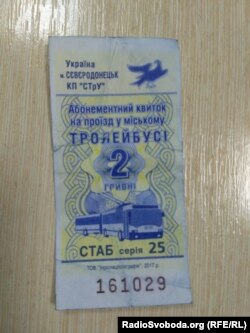 Україна
м. СЄВЄРОДОНЕЦЬК
КП "СТрУ"
Абонементний квиток
на проїзд у міському
ТРОЛЕЙБУСІ
2
ГРИВНІ
СТАБ серія 25
161029
RadioSvoboda.org (RFE/RL)